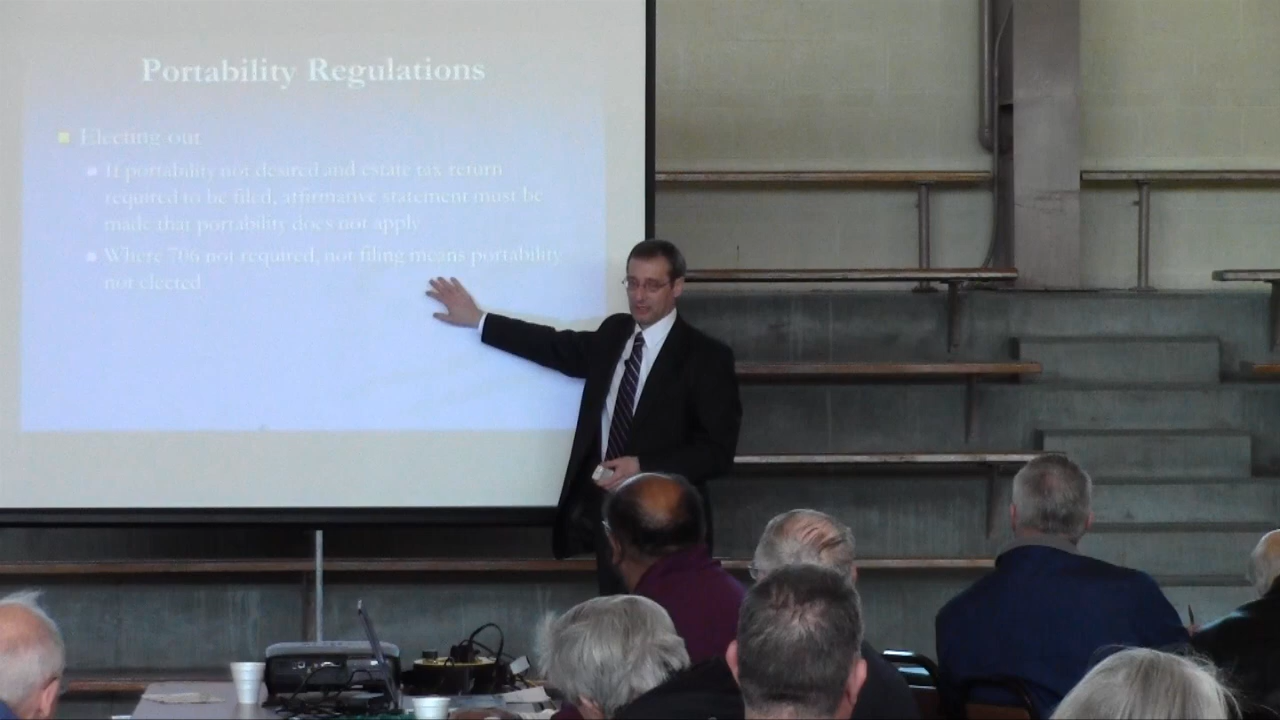 Portability Regulations
Electing out
If portability not desired and estate tax return
required to be filed, affirmative statement must be
made that portability does not apply
Where 706 not required, not filing means portability
not elected